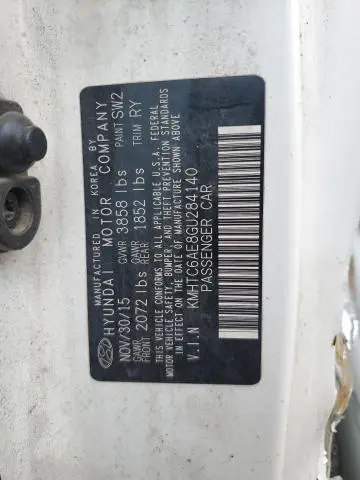 MANUFACTURED IN KOREA BY
HYUNDAI MOTOR COMPANY
NOV/30/15 GVWR 3858 lbs PAINT SW2
GAWR FRONT 2072 lbs GAWR REAR 1852 lbs TRIM RY
THIS VEHICLE CONFORMS TO ALL APPLICABLE U.S.A. FEDERAL
MOTOR VEHICLE SAFETY, BUMPER, AND THEFT PREVENTION STANDARDS
IN EFFECT ON THE DATE OF MANUFACTURE SHOWN ABOVE
V.I.N KMHTC6AE8GU284140
PASSENGER CAR